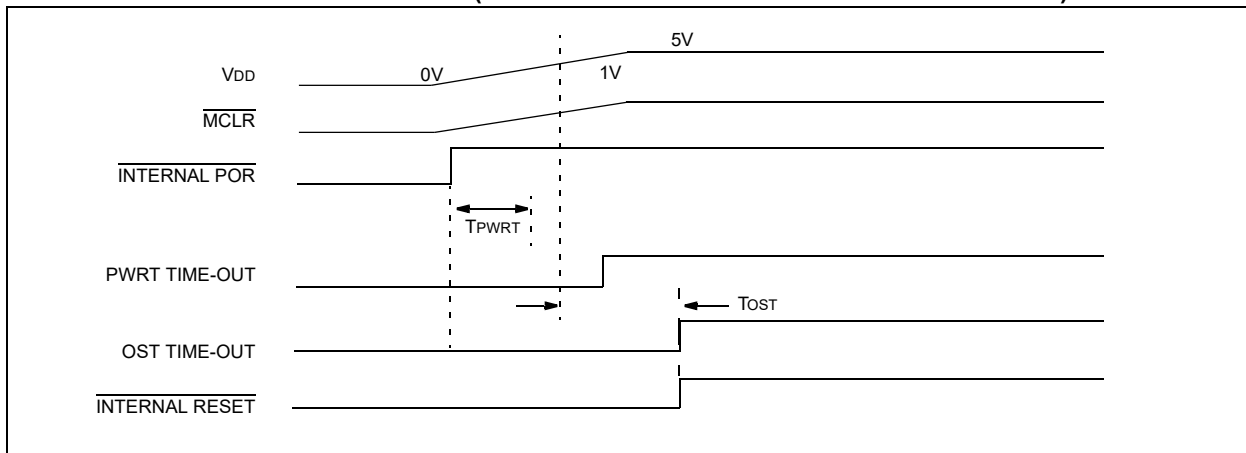 5V
VDD 0V 1V
MCLR
INTERNAL POR
TPWRT
PWRT TIME-OUT
TOST
OST TIME-OUT
INTERNAL RESET